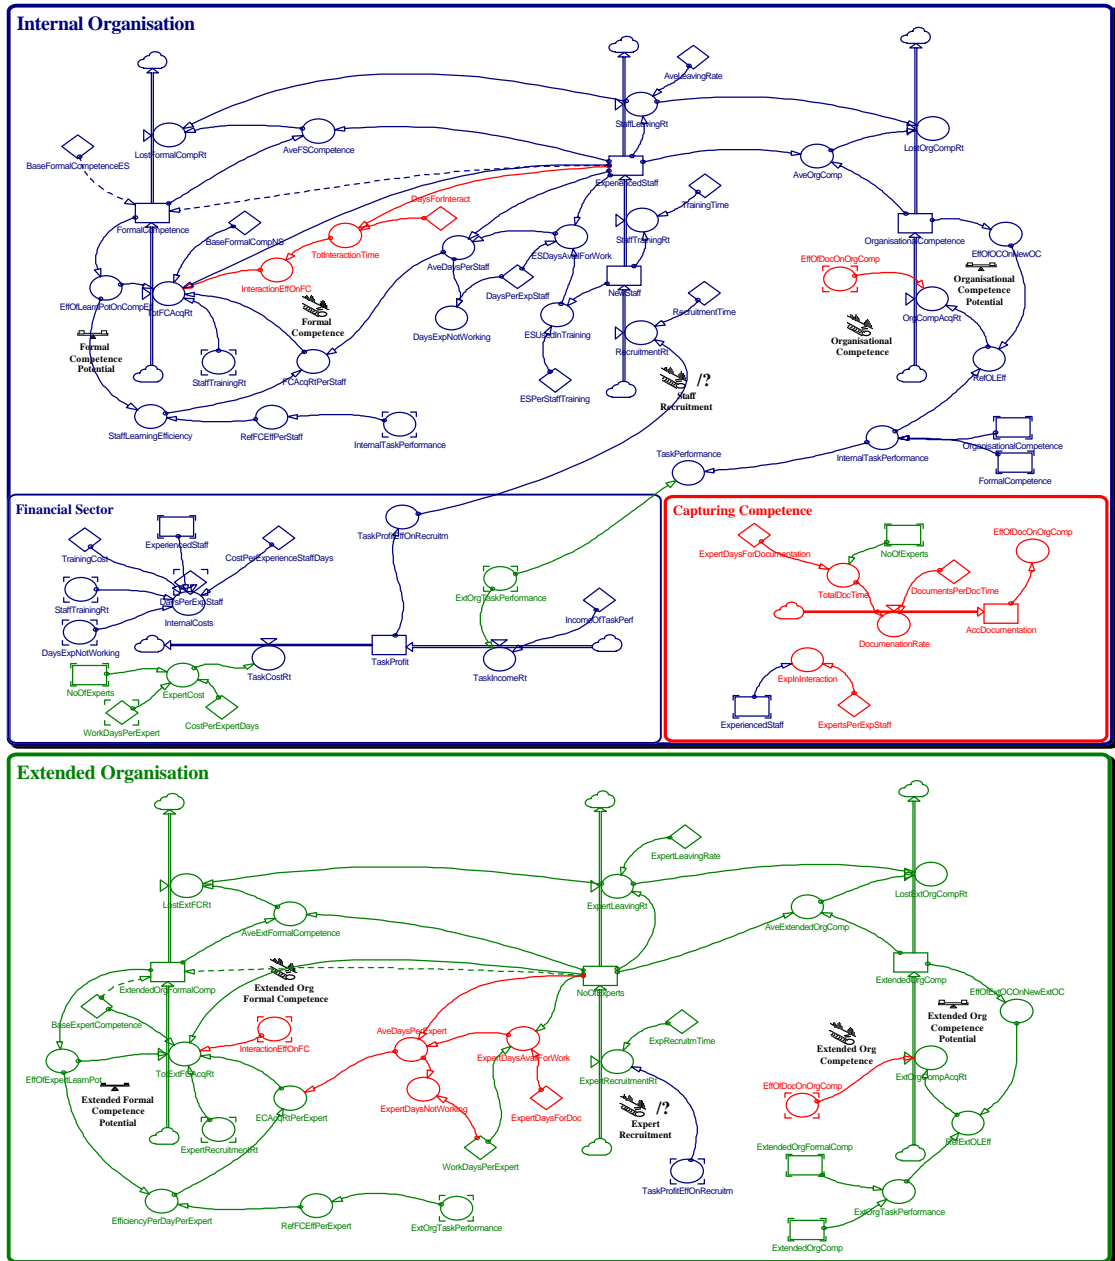 Internal Organisation
AveLeavingRate
StaffLeavingRt
LostFormalCompRt
AveFSCompetence
LostOrgCompRt
BaseFormalCompetenceES
AveOrgComp
ExperiencedStaff
DaysForInteract
TrainingTime
FormalCompetence
BaseFormalCompNS
TotInteractionTime
StaffTrainingRt
OrganisationalCompetence
EffOfOCOnNewOC
AveDaysPerStaff
ESDaysAvailForWork
EffOfDocOnOrgComp
InteractionEffOnFC
DaysPerExpStaff
NewStaff
Organisational
Competence
Potential
EffOfLearnPotOnCompEff
TotFCAcqRt
Formal
Competence
DaysExpNotWorking
ESUsedInTraining
RecruitmentTime
OrgCompAcqRt
Organisational
Competence
Formal
Competence
Potential
RecruitmentRt
StaffTrainingRt
FCAcqRtPerStaff
ESPerStaffTraining
/?
Staff
Recruitment
RefOLEff
StaffLearningEfficiency
RefFCEffPerStaff
InternalTaskPerformance
TaskPerformance
InternalTaskPerformance
OrganisationalCompetence
FormalCompetence
Financial Sector
ExperiencedStaff
TrainingCost
CostPerExperienceStaffDays
TaskProfitEffOnRecruitm
DaysPerExpStaff
StaffTrainingRt
InternalCosts
ExtOrgTaskPerformance
IncomeOfTaskPerf
DaysExpNotWorking
TaskProfit
TaskCostRt
TaskIncomeRt
NoOfExperts
ExpertCost
WorkDaysPerExpert
CostPerExpertDays
Capturing Competence
ExpertDaysForDocumentation
NoOfExperts
EffOfDocOnOrgComp
TotalDocTime
DocumentsPerDocTime
DocumenationRate
AccDocumentation
ExpInInteraction
ExperiencedStaff
ExpertsPerExpStaff
Extended Organisation
ExpertLeavingRate
LostExtFCRt
ExpertLeavingRt
LostExtOrgCompRt
AveExtFormalCompetence
AveExtendedOrgComp
ExtendedOrgFormalComp
Extended Org
Formal Competence
NoOfExperts
ExtendedOrgComp
EffOfExtOCOnNewExtOC
BaseExpertCompetence
InteractionEffOnFC
AveDaysPerExpert
ExpertDaysAvailForWork
ExpRecruitmTime
Extended Org
Competence
Potential
EffOfExpertLearnPot
TotExtFCAcqRt
Extended Org
Competence
ExpertRecruitmentRt
ExtOrgCompAcqRt
EffOfDocOnOrgComp
Extended Formal
Competence
Potential
ECAcqRtPerExpert
ExpertDaysNotWorking
ExpertDaysForDoc
/?
Expert
Recruitment
ExpertRecruitmentRt
WorkDaysPerExpert
RefExtOLEff
ExtendedOrgFormalComp
TaskProfitEffOnRecruitm
EfficiencyPerDayPerExpert
RefFCEffPerExpert
ExtOrgTaskPerformance
ExtOrgTaskPerformance
ExtendedOrgComp